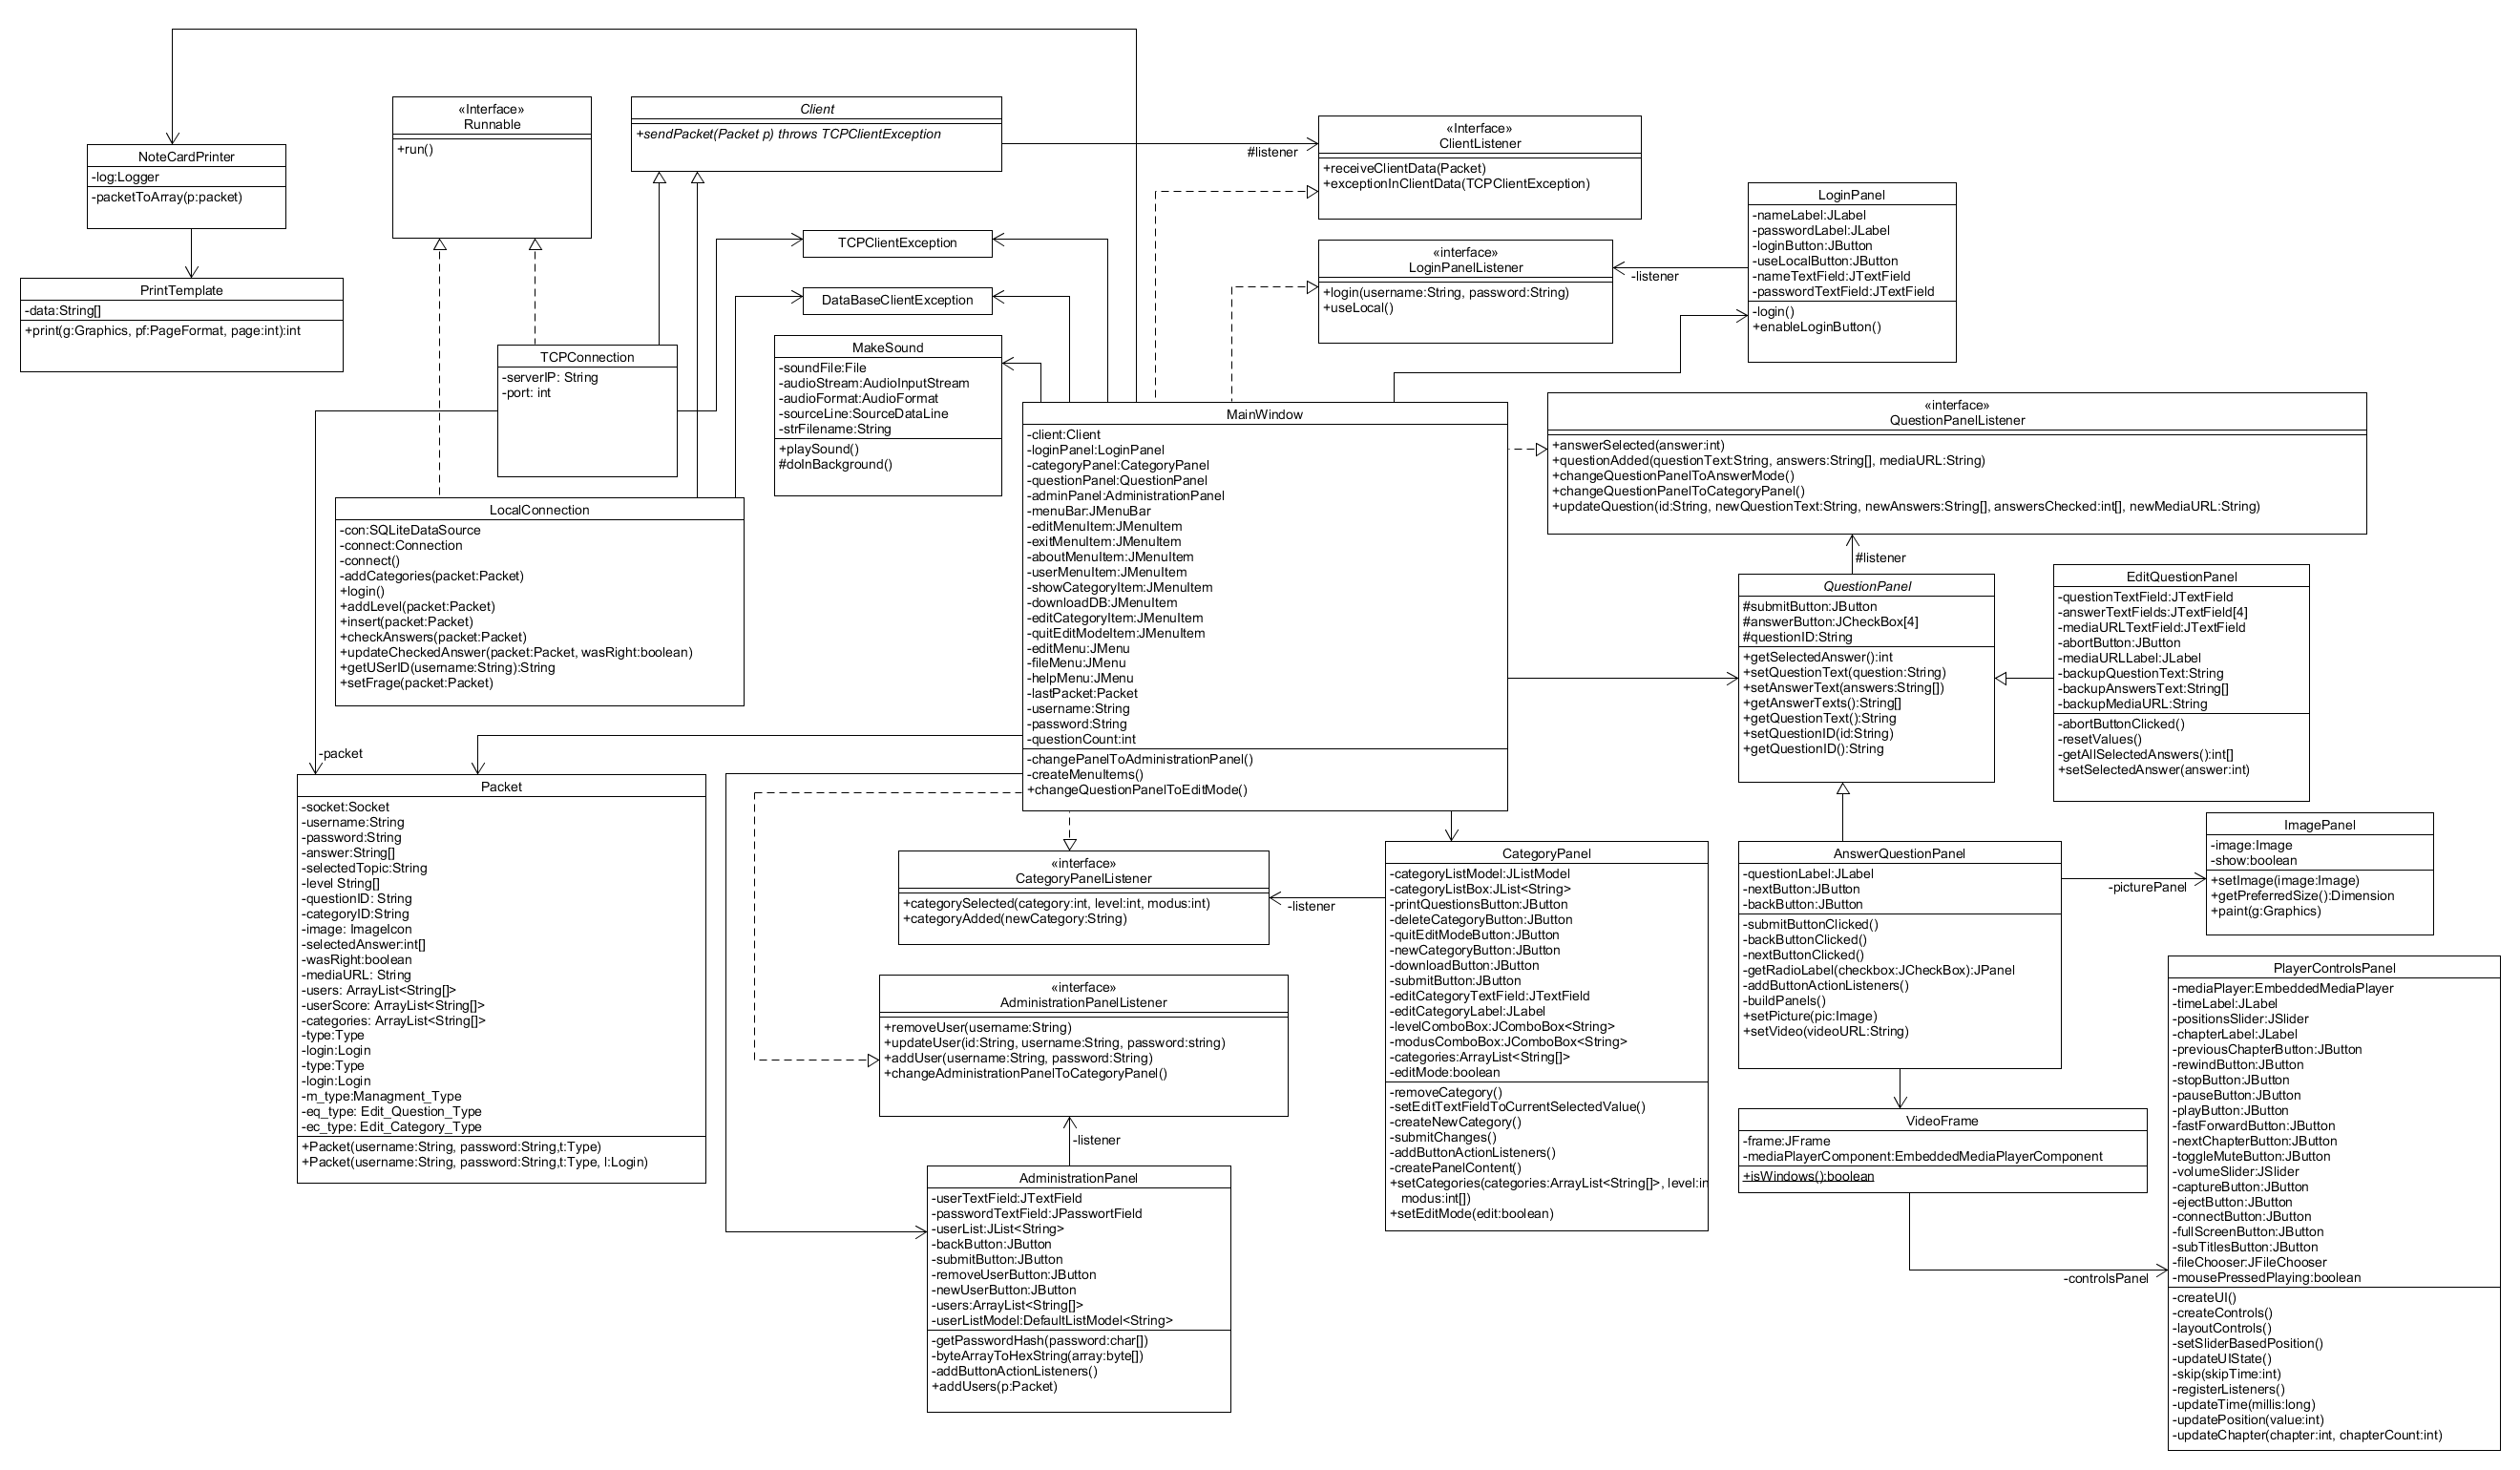 NoteCardPrinter
-log:Logger
-packetToArray(p:packet)
PrintTemplate
-data:String[]
+print(g:Graphics, pf:PageFormat, page:int):int
«Interface»
Runnable
+run()
Client
+sendPacket(Packet p) throws TCPClientException
#listener
«Interface»
ClientListener
+receiveClientData(Packet)
+exceptionInClientData(TCPClientException)
LoginPanel
-nameLabel:JLabel
-passwordLabel:JLabel
-loginButton:JButton
-useLocalButton:JButton
-nameTextField:JTextField
-passwordTextField:JTextField
-login()
+enableLoginButton()
-listener
«interface»
LoginPanelListener
+login(username:String, password:String)
+useLocal()
TCPClientException
DataBaseClientException
MakeSound
-soundFile:File
-audioStream:AudioInputStream
-audioFormat:AudioFormat
-sourceLine:SourceDataLine
-strFilename:String
+playSound()
#doInBackground()
TCPConnection
-serverIP: String
-port: int
LocalConnection
-con:SQLiteDataSource
-connect:Connection
-connect()
-addCategories(packet:Packet)
+login()
+addLevel(packet:Packet)
+insert(packet:Packet)
+checkAnswers(packet:Packet)
+updateCheckedAnswer(packet:Packet, wasRight:boolean)
+getUSerID(username:String):String
+setFrage(packet:Packet)
MainWindow
-client:Client
-loginPanel:LoginPanel
-categoryPanel:CategoryPanel
-questionPanel:QuestionPanel
-adminPanel:AdministrationPanel
-menuBar:JMenuBar
-editMenuItem:JMenuItem
-exitMenuItem:JMenuItem
-aboutMenuItem:JMenuItem
-userMenuItem:JMenuItem
-showCategoryItem:JMenuItem
-downloadDB:JMenuItem
-editCategoryItem:JMenuItem
-quitEditModeItem:JMenuItem
-editMenu:JMenu
-fileMenu:JMenu
-helpMenu:JMenu
-lastPacket:Packet
-username:String
-password:String
-questionCount:int
-changePanelToAdministrationPanel()
-createMenuItems()
+changeQuestionPanelToEditMode()
«interface»
QuestionPanelListener
+answerSelected(answer:int)
+questionAdded(questionText:String, answers:String[], mediaURL:String)
+changeQuestionPanelToAnswerMode()
+changeQuestionPanelToCategoryPanel()
+updateQuestion(id:String, newQuestionText:String, newAnswers:String[], answersChecked:int[], newMediaURL:String)
#listener
QuestionPanel
#submitButton:JButton
#answerButton:JCheckBox[4]
#questionID:String
+getSelectedAnswer():int
+setQuestionText(question:String)
+setAnswerText(answers:String[])
+getAnswerTexts():String[]
+getQuestionText():String
+setQuestionID(id:String)
+getQuestionID():String
EditQuestionPanel
-questionTextField:JTextField
-answerTextFields:JTextField[4]
-mediaURLTextField:JTextField
-abortButton:JButton
-mediaURLLabel:JLabel
-backupQuestionText:String
-backupAnswersText:String[]
-backupMediaURL:String
-abortButtonClicked()
-resetValues()
-getAllSelectedAnswers():int[]
+setSelectedAnswer(answer:int)
-packet
Packet
-socket:Socket
-username:String
-password:String
-answer:String[]
-selectedTopic:String
-level String[]
-questionID: String
-categoryID:String
-image: ImageIcon
-selectedAnswer:int[]
-wasRight:boolean
-mediaURL: String
-users: ArrayList<String[]>
-userScore: ArrayList<String[]>
-categories: ArrayList<String[]>
-type:Type
-login:Login
-type:Type
-login:Login
-m_type:Managment_Type
-eq_type: Edit_Question_Type
-ec_type: Edit_Category_Type
+Packet(username:String, password:String,t:Type)
+Packet(username:String, password:String,t:Type, l:Login)
«interface»
CategoryPanelListener
+categorySelected(category:int, level:int, modus:int)
+categoryAdded(newCategory:String)
-listener
CategoryPanel
-categoryListModel:JListModel
-categoryListBox:JList<String>
-printQuestionsButton:JButton
-deleteCategoryButton:JButton
-quitEditModeButton:JButton
-newCategoryButton:JButton
-downloadButton:JButton
-submitButton:JButton
-editCategoryTextField:JTextField
-editCategoryLabel:JLabel
-levelComboBox:JComboBox<String>
-modusComboBox:JComboBox<String>
-categories:ArrayList<String[]>
-editMode:boolean
-removeCategory()
-setEditTextFieldToCurrentSelectedValue()
-createNewCategory()
-submitChanges()
-addButtonActionListeners()
-createPanelContent()
+setCategories(categories:ArrayList<String[]>, level:in
modus:int[])
+setEditMode(edit:boolean)
«interface»
AdministrationPanelListener
+removeUser(username:String)
+updateUser(id:String, username:String, password:string)
+addUser(username:String, password:String)
+changeAdministrationPanelToCategoryPanel()
-listener
AdministrationPanel
-userTextField:JTextField
-passwordTextField:JPasswortField
-userList:JList<String>
-backButton:JButton
-submitButton:JButton
-removeUserButton:JButton
-newUserButton:JButton
-users:ArrayList<String[]>
-userListModel:DefaultListModel<String>
-getPasswordHash(password:char[])
-byteArrayToHexString(array:byte[])
-addButtonActionListeners()
+addUsers(p:Packet)
AnswerQuestionPanel
-questionLabel:JLabel
-nextButton:JButton
-backButton:JButton
-submitButtonClicked()
-backButtonClicked()
-nextButtonClicked()
-getRadioLabel(checkbox:JCheckBox):JPanel
-addButtonActionListeners()
-buildPanels()
+setPicture(pic:Image)
+setVideo(videoURL:String)
-picturePanel
ImagePanel
-image:Image
-show:boolean
+setImage(image:Image)
+getPreferredSize():Dimension
+paint(g:Graphics)
VideoFrame
-frame:JFrame
-mediaPlayerComponent:EmbeddedMediaPlayerComponent
+isWindows():boolean
-controlsPanel
PlayerControlsPanel
-mediaPlayer:EmbeddedMediaPlayer
-timeLabel:JLabel
-positionsSlider:JSlider
-chapterLabel:JLabel
-previousChapterButton:JButton
-rewindButton:JButton
-stopButton:JButton
-pauseButton:JButton
-playButton:JButton
-fastForwardButton:JButton
-nextChapterButton:JButton
-toggleMuteButton:JButton
-volumeSlider:JSlider
-captureButton:JButton
-ejectButton:JButton
-connectButton:JButton
-fullScreenButton:JButton
-subTitlesButton:JButton
-fileChooser:JFileChooser
-mousePressedPlaying:boolean
-createUI()
-createControls()
-layoutControls()
-setSliderBasedPosition()
-updateUIState()
-skip(skipTime:int)
-registerListeners()
-updateTime(millis:long)
-updatePosition(value:int)
-updateChapter(chapter:int, chapterCount:int)